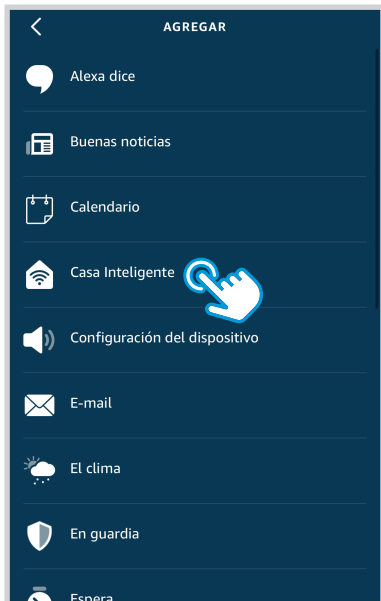 AGREGAR
Alexa dice
Buenas noticias
Calendario
Casa Inteligente
Configuración del dispositivo
E-mail
El clima
En guardia
Espera